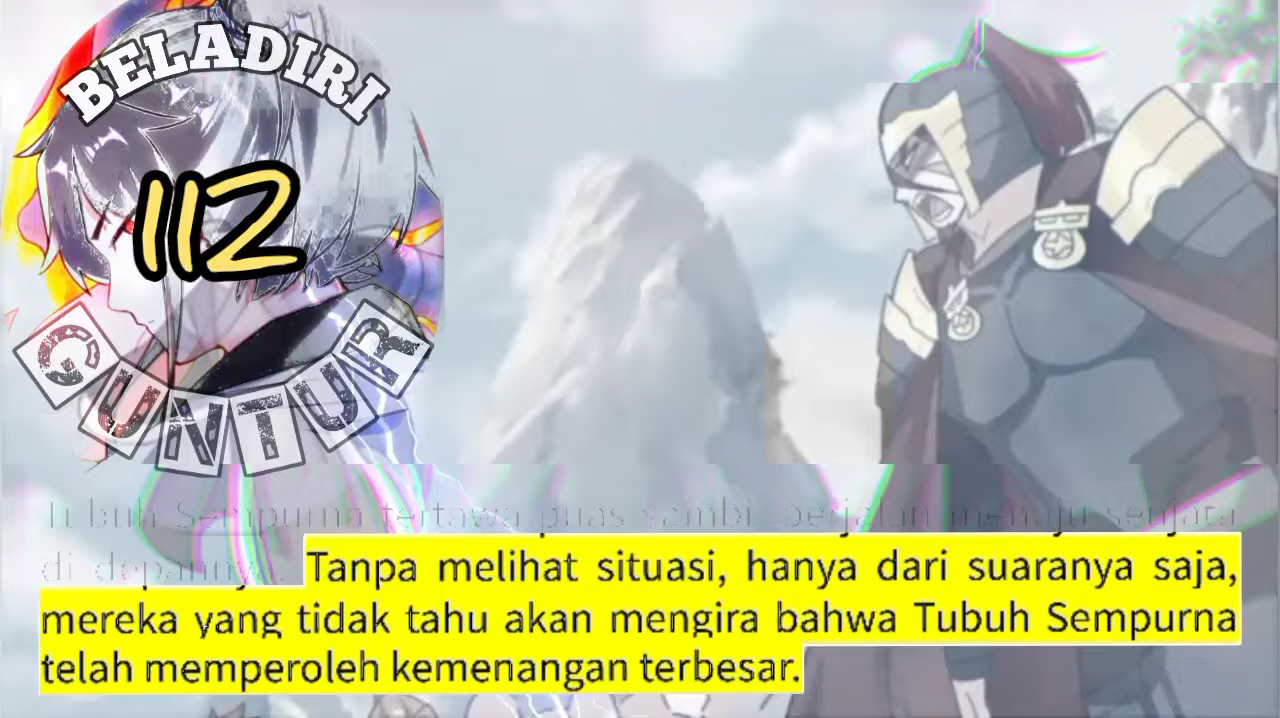 BELADIRI
112
GUNTUR
Tubuh Sempurna tertawa puas sambil berjalan menuju senjata
di depannya. Tanpa melihat situasi, hanya dari suaranya saja,
mereka yang tidak tahu akan mengira bahwa Tubuh Sempurna
telah memperoleh kemenangan terbesar.